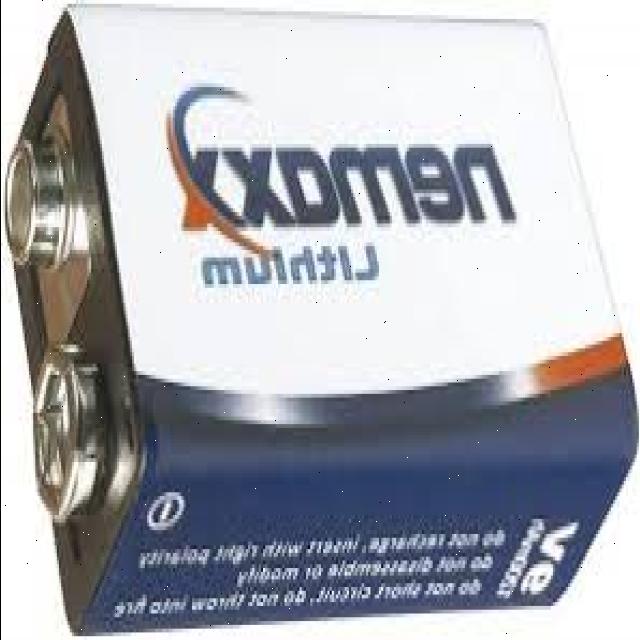 nemaxx
Lithium
do not recharge, insert with right polarity
do not disassemble or modify
do not short circuit, do not throw into fire